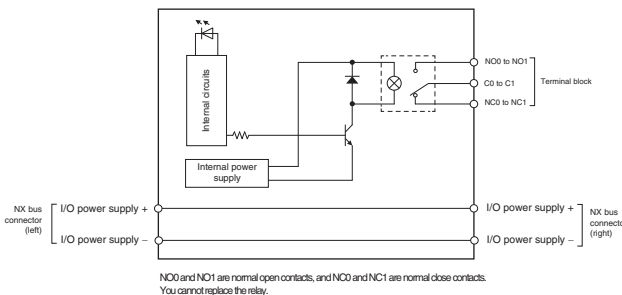 NO0 to NO1
C0 to C1
NC0 to NC1
Terminal block
Internal circuits
Internal power
supply
NX bus
connector
(left)
I/O power supply +
I/O power supply –
I/O power supply +
I/O power supply –
NX bus
connecto
(right)
NO0 and NO1 are normal open contacts, and NC0 and NC1 are normal close contacts.
You cannot replace the relay.